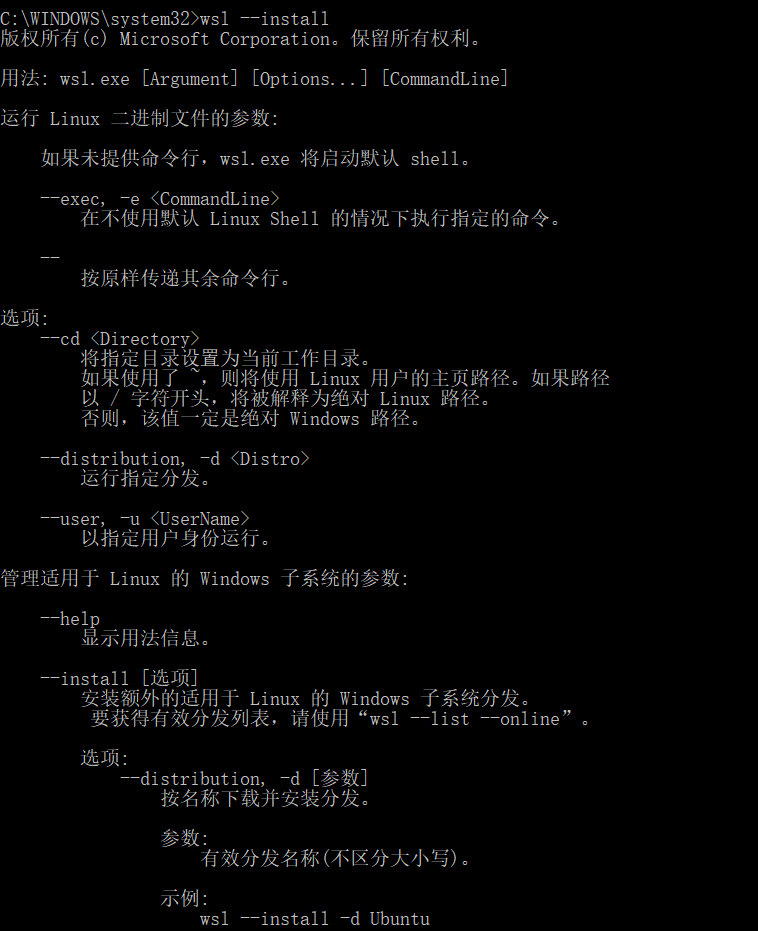 C:\WINDOWS\system32>wsl --install
版权所有(c) Microsoft Corporation。保留所有权利。
用法: wsl.exe [Argument] [Options...] [CommandLine]
运行 Linux 二进制文件的参数:
如果未提供命令行，wsl.exe 将启动默认 shell。
--exec, -e <CommandLine>
在不使用默认 Linux Shell 的情况下执行指定的命令。
--
按原样传递其余命令行。
选项:
--cd <Directory>
将指定目录设置为当前工作目录。
如果使用了 ~，则将使用 Linux 用户的主页路径。如果路径
以 / 字符开头，将被解释为绝对 Linux 路径。
否则，该值一定是绝对 Windows 路径。
--distribution, -d <Distro>
运行指定分发。
--user, -u <UserName>
以指定用户身份运行。
管理适用于 Linux 的 Windows 子系统的参数:
--help
显示用法信息。
--install [选项]
安装额外的适用于 Linux 的 Windows 子系统分发。
要获得有效分发列表，请使用“wsl --list --online”。
选项:
--distribution, -d [参数]
按名称下载并安装分发。
参数:
有效分发名称(不区分大小写)。
示例:
wsl --install -d Ubuntu